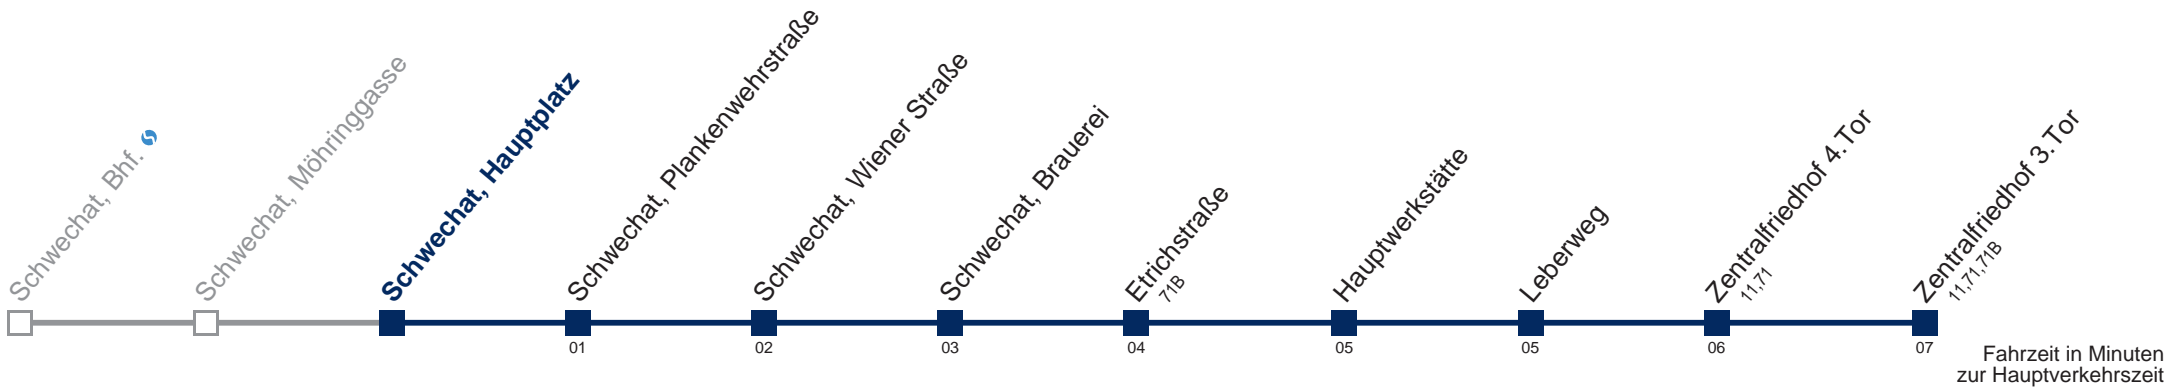 Schwechat, Bhf.
Schwechat, Möhringgasse
Schwechat, Hauptplatz
Schwechat, Plankenwehrstraße
01
Schwechat, Wiener Straße
02
Schwechat, Brauerei
03
Etrichstraße
71B
04
Hauptwerkstätte
05
Leberweg
05
Zentralfriedhof 4.Tor
11,71
06
Zentralfriedhof 3.Tor
11,71,71B
07
Fahrzeit in Minuten
zur Hauptverkehrszeit